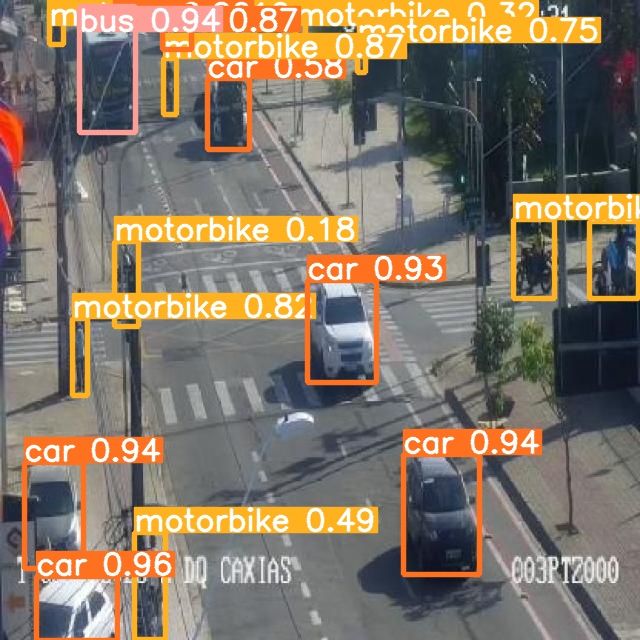 bus 0.94
0.87
motorbike 0.32
motorbike 0.75
motorbike 0.87
car 0.58
motorbike 0.18
car 0.93
motorbike 0.82
car 0.94
car 0.94
motorbike 0.49
car 0.96
DQ CAXIAS
003PTZ000